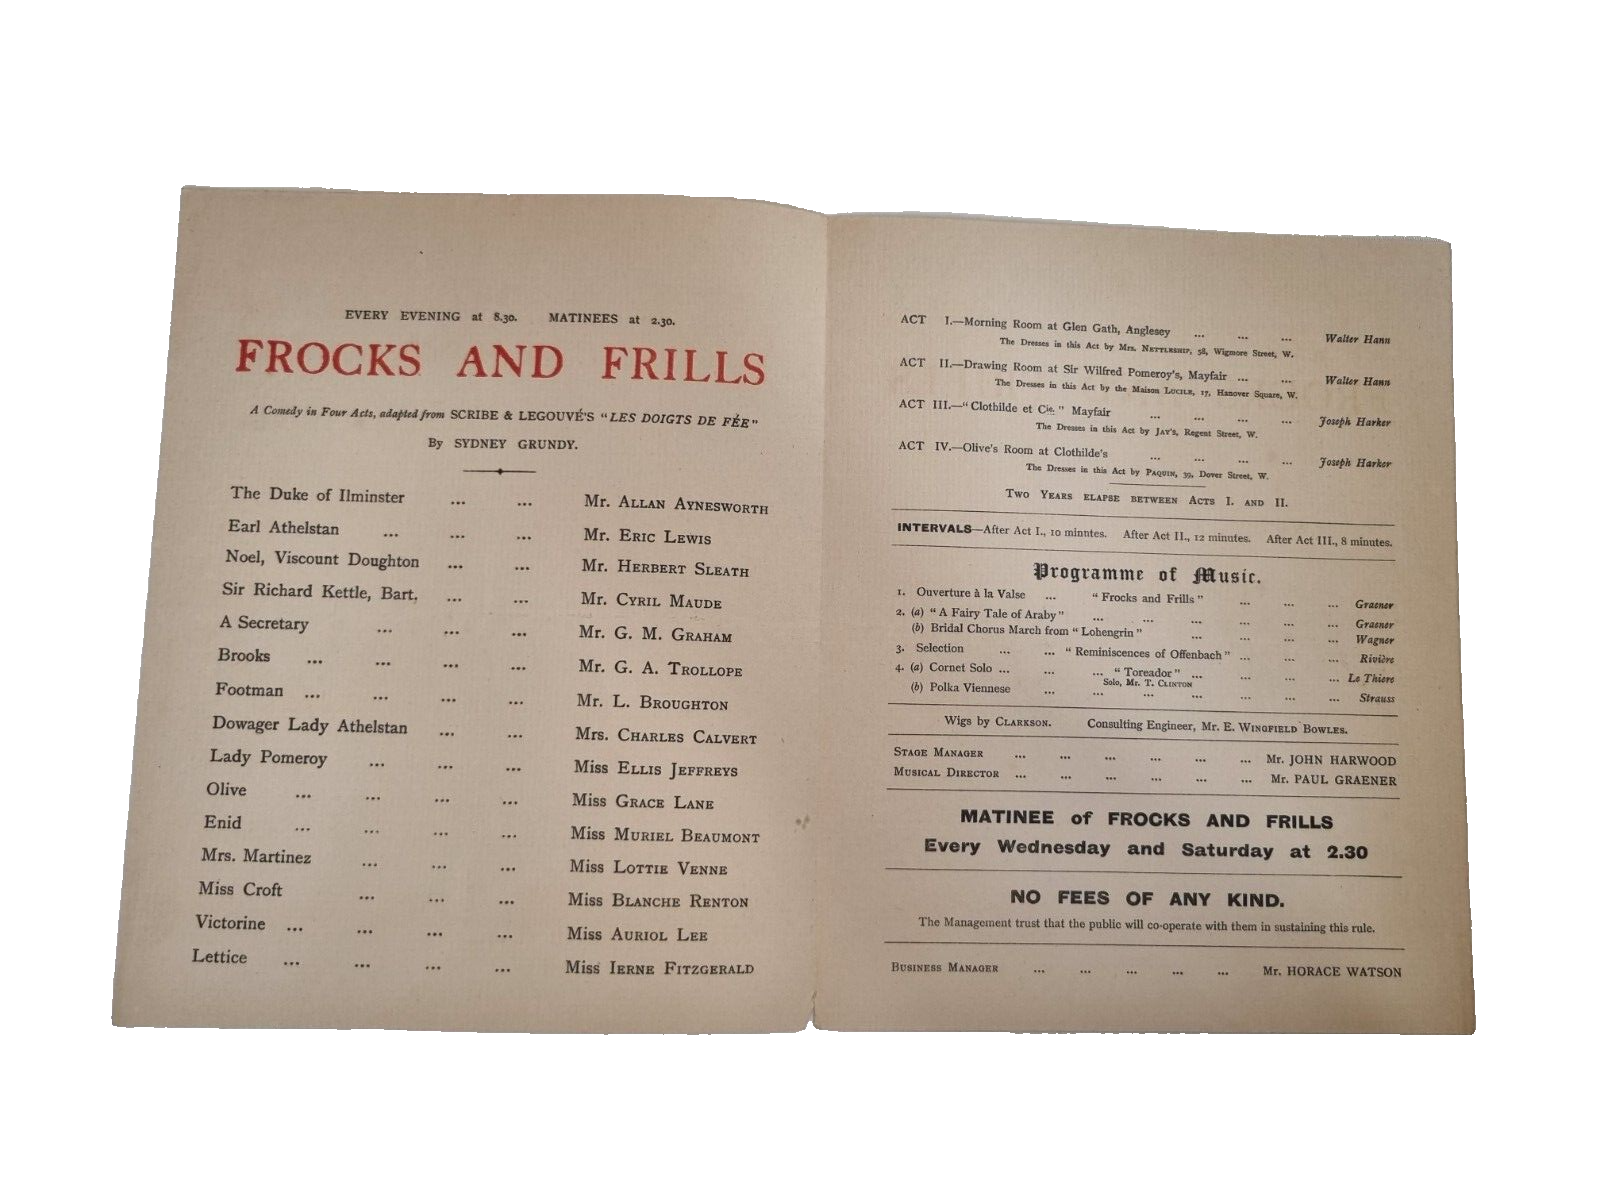 EVERY EVENING at 8.30. MATINEES at 2.30.
FROCKS AND FRILLS
A Comedy in Four Acts, adapted from SCRIBE & LEGOUVÉ'S "LES DOIGTS DE FÉE"
By SYDNEY GRUNDY.
The Duke of Ilminster ... ... Mr. ALLAN AYNESWORTH
Earl Athelstan ... ... ... Mr. ERIC LEWIS
Noel, Viscount Doughton ... ... Mr. HERBERT SLEATH
Sir Richard Kettle, Bart. ... ... Mr. CYRIL MAUDE
A Secretary ... ... ... Mr. G. M. GRAHAM
Brooks ... ... ... ... Mr. G. A. TROLLOPE
Footman ... ... ... ... Mr. L. BROUGHTON
Dowager Lady Athelstan ... ... Mrs. CHARLES CALVERT
Lady Pomeroy ... ... ... Miss ELLIS JEFFREYS
Olive ... ... ... ... Miss GRACE LANE
Enid ... ... ... ... Miss MURIEL BEAUMONT
Mrs. Martinez ... ... ... Miss LOTTIE VENNE
Miss Croft ... ... ... Miss BLANCHE RENTON
Victorine ... ... ... ... Miss AURIOL LEE
Lettice ... ... ... ... Miss IERNE FITZGERALD
ACT I.—Morning Room at Glen Gath, Anglesey ... ... ... Walter Hann
The Dresses in this Act by MRS. NETTLESHIP, 58, Wigmore Street, W.
ACT II.—Drawing Room at Sir Wilfred Pomeroy's, Mayfair ... ... Walter Hann
The Dresses in this Act by the Maison LUCILE, 17, Hanover Square, W.
ACT III.—"Clothilde et Cie." Mayfair ... ... ... ... Joseph Harker
The Dresses in this Act by JAY'S, Regent Street, W.
ACT IV.—Olive's Room at Clothilde's ... ... ... ... Joseph Harker
The Dresses in this Act by PAQUIN, 39, Dover Street, W.
TWO YEARS ELAPSE BETWEEN ACTS I. AND II.
INTERVALS—After Act I., 10 minutes. After Act II., 12 minutes. After Act III., 8 minutes.
Programme of Music.
1. Ouverture à la Valse ... "Frocks and Frills" ... ... ... Graener
2. (a) "A Fairy Tale of Araby" ... ... ... ... ... Graener
(b) Bridal Chorus March from "Lohengrin" ... ... ... ... Wagner
3. Selection ... ... "Reminiscences of Offenbach" ... ... ... Rivière
4. (a) Cornet Solo ... ... "Toreador" ... ... ... ... Le Thiere
Solo, MR. T. CLINTON
(b) Polka Viennese ... ... ... ... ... ... ... Strauss
Wigs by CLARKSON. Consulting Engineer, MR. E. WINGFIELD BOWLES.
STAGE MANAGER ... ... ... ... ... ... Mr. JOHN HARWOOD
MUSICAL DIRECTOR ... ... ... ... ... ... Mr. PAUL GRAENER
MATINEE of FROCKS AND FRILLS
Every Wednesday and Saturday at 2.30
NO FEES OF ANY KIND.
The Management trust that the public will co-operate with them in sustaining this rule.
BUSINESS MANAGER ... ... ... ... ... Mr. HORACE WATSON